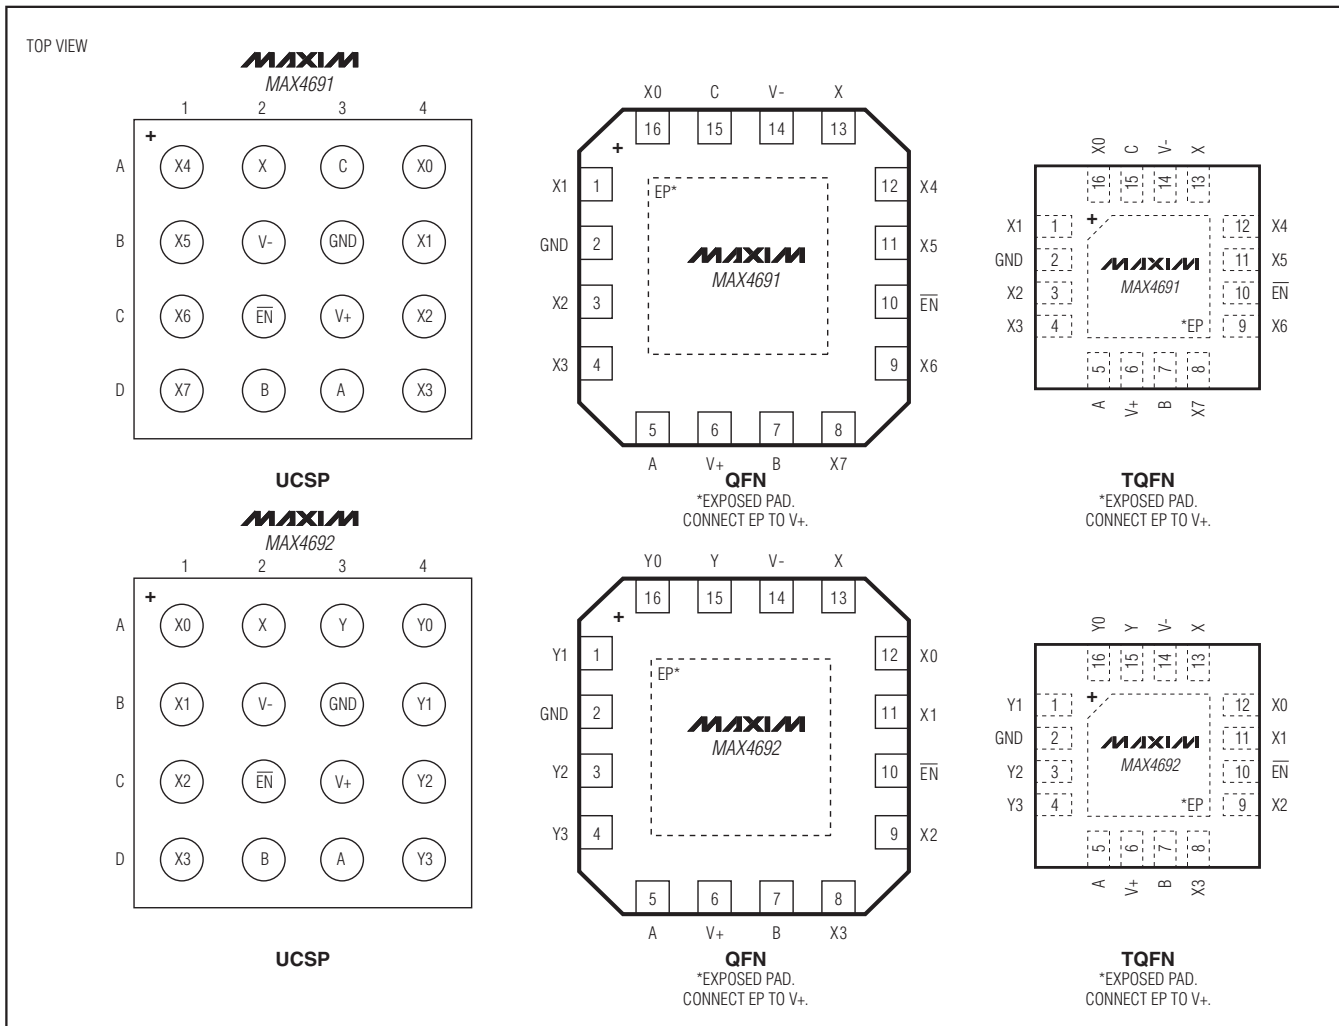 TOP VIEW
MAXIM
MAX4691
1 2 3 4
+
A X4 X C X0
B X5 V- GND X1
C X6 E̅N̅ V+ X2
D X7 B A X3
UCSP
X0 C V- X
16 15 14 13
+
X1 1
GND 2
X2 3
X3 4
EP*
MAXIM
MAX4691
12 X4
11 X5
10 E̅N̅
9 X6
5 6 7 8
A V+ B X7
QFN
*EXPOSED PAD.
CONNECT EP TO V+.
X0 C V- X
16 15 14 13
+
X1 1
GND 2
X2 3
X3 4
MAXIM
MAX4691
*EP
12 X4
11 X5
10 E̅N̅
9 X6
5 6 7 8
A V+ B X7
TQFN
*EXPOSED PAD.
CONNECT EP TO V+.
MAXIM
MAX4692
1 2 3 4
+
A X0 X Y Y0
B X1 V- GND Y1
C X2 E̅N̅ V+ Y2
D X3 B A Y3
UCSP
Y0 Y V- X
16 15 14 13
+
Y1 1
GND 2
Y2 3
Y3 4
EP*
MAXIM
MAX4692
12 X0
11 X1
10 E̅N̅
9 X2
5 6 7 8
A V+ B X3
QFN
*EXPOSED PAD.
CONNECT EP TO V+.
Y0 Y V- X
16 15 14 13
+
Y1 1
GND 2
Y2 3
Y3 4
MAXIM
MAX4692
*EP
12 X0
11 X1
10 E̅N̅
9 X2
5 6 7 8
A V+ B X3
TQFN
*EXPOSED PAD.
CONNECT EP TO V+.